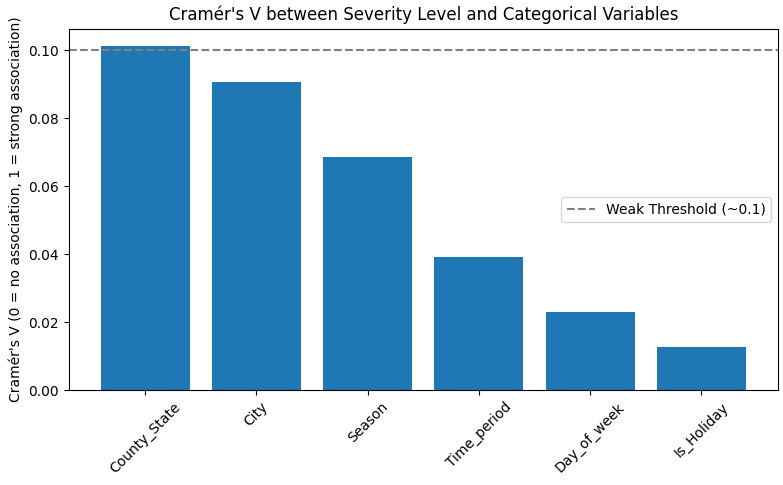 Cramér's V between Severity Level and Categorical Variables
Cramér's V (0 = no association, 1 = strong association)
0.10
0.08
0.06
0.04
0.02
0.00
Weak Threshold (~0.1)
County_State
City
Season
Time_period
Day_of_week
Is_Holiday